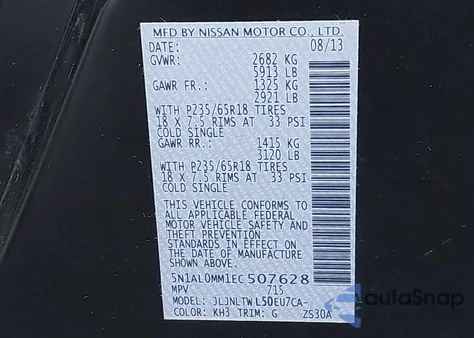 MFD BY NISSAN MOTOR CO., LTD.
DATE: 08/13
GVWR: 2682 KG
5913 LB
GAWR FR.: 1325 KG
2921 LB
WITH P235/65R18 TIRES
18 X 7.5 RIMS AT 33 PSI
COLD SINGLE
GAWR RR.: 1415 KG
3120 LB
WITH P235/65R18 TIRES
18 X 7.5 RIMS AT 33 PSI
COLD SINGLE
THIS VEHICLE CONFORMS TO
ALL APPLICABLE FEDERAL
MOTOR VEHICLE SAFETY
AND THEFT PREVENTION
STANDARDS IN EFFECT ON
THE DATE OF MANUFACTURE
SHOWN ABOVE.
5N1AL0MM1EC507628
MPV 715
MODEL: JLJNLTWL50EU7CA-
COLOR: KH3 TRIM: G ZS30A
AutoSnap